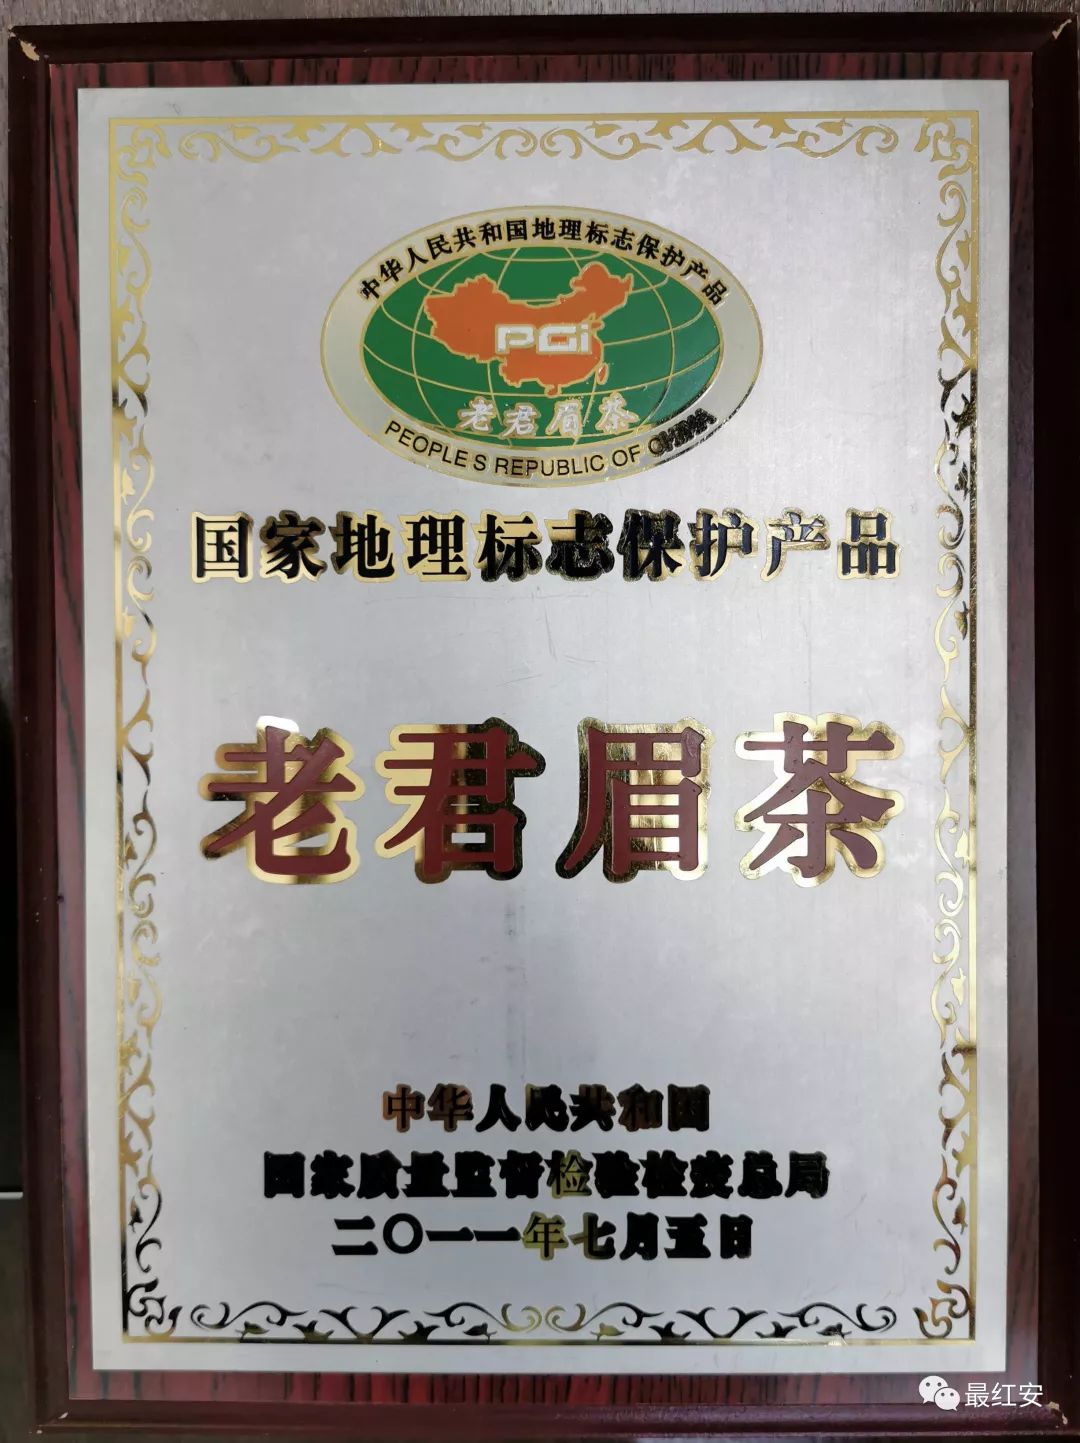 中华人民共和国地理标志保护产品
PGi
老君眉茶
PEOPLE'S REPUBLIC OF CHINA
国家地理标志保护产品
老君眉茶
中华人民共和国
国家质量监督检验检疫总局
二〇一一年七月五日
最红安